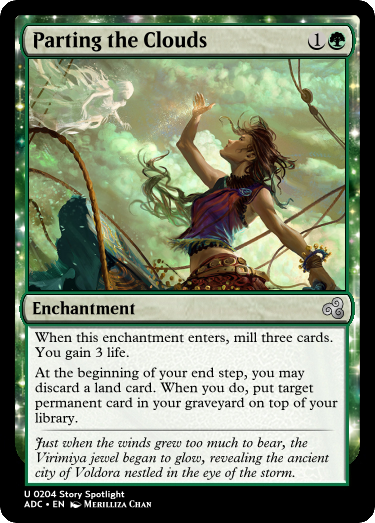 Parting the Clouds
1
Enchantment
When this enchantment enters, mill three cards.
You gain 3 life.
At the beginning of your end step, you may
discard a land card. When you do, put target
permanent card in your graveyard on top of your
library.
Just when the winds grew too much to bear, the
Virimiya jewel began to glow, revealing the ancient
city of Voldora nestled in the eye of the storm.
U 0204 Story Spotlight
ADC • EN Merilliza Chan